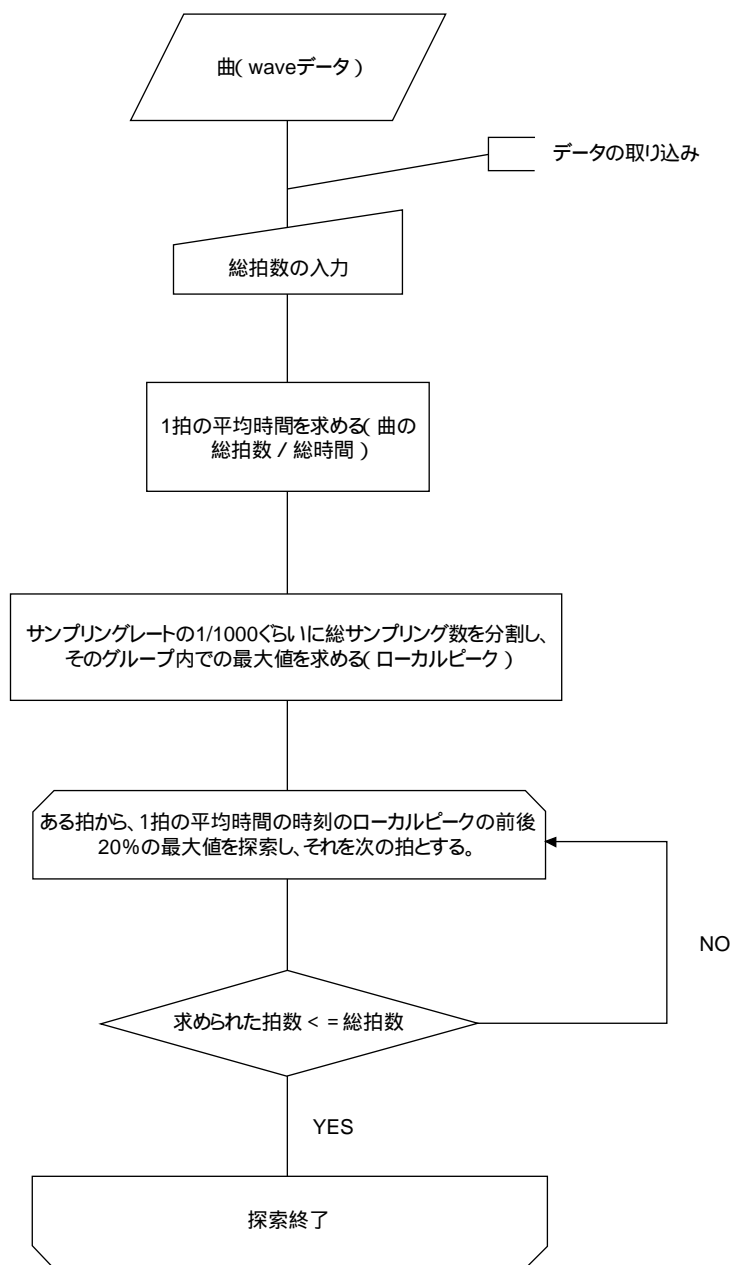 曲( waveデータ )
データの取り込み
総拍数の入力
1拍の平均時間を求める( 曲の
総拍数 / 総時間 )
サンプリングレートの1/1000ぐらいに総サンプリング数を分割し、
そのグループ内での最大値を求める( ローカルピーク )
ある拍から、1拍の平均時間の時刻のローカルピークの前後
20%の最大値を探索し、それを次の拍とする。
NO
求められた拍数 < = 総拍数
YES
探索終了